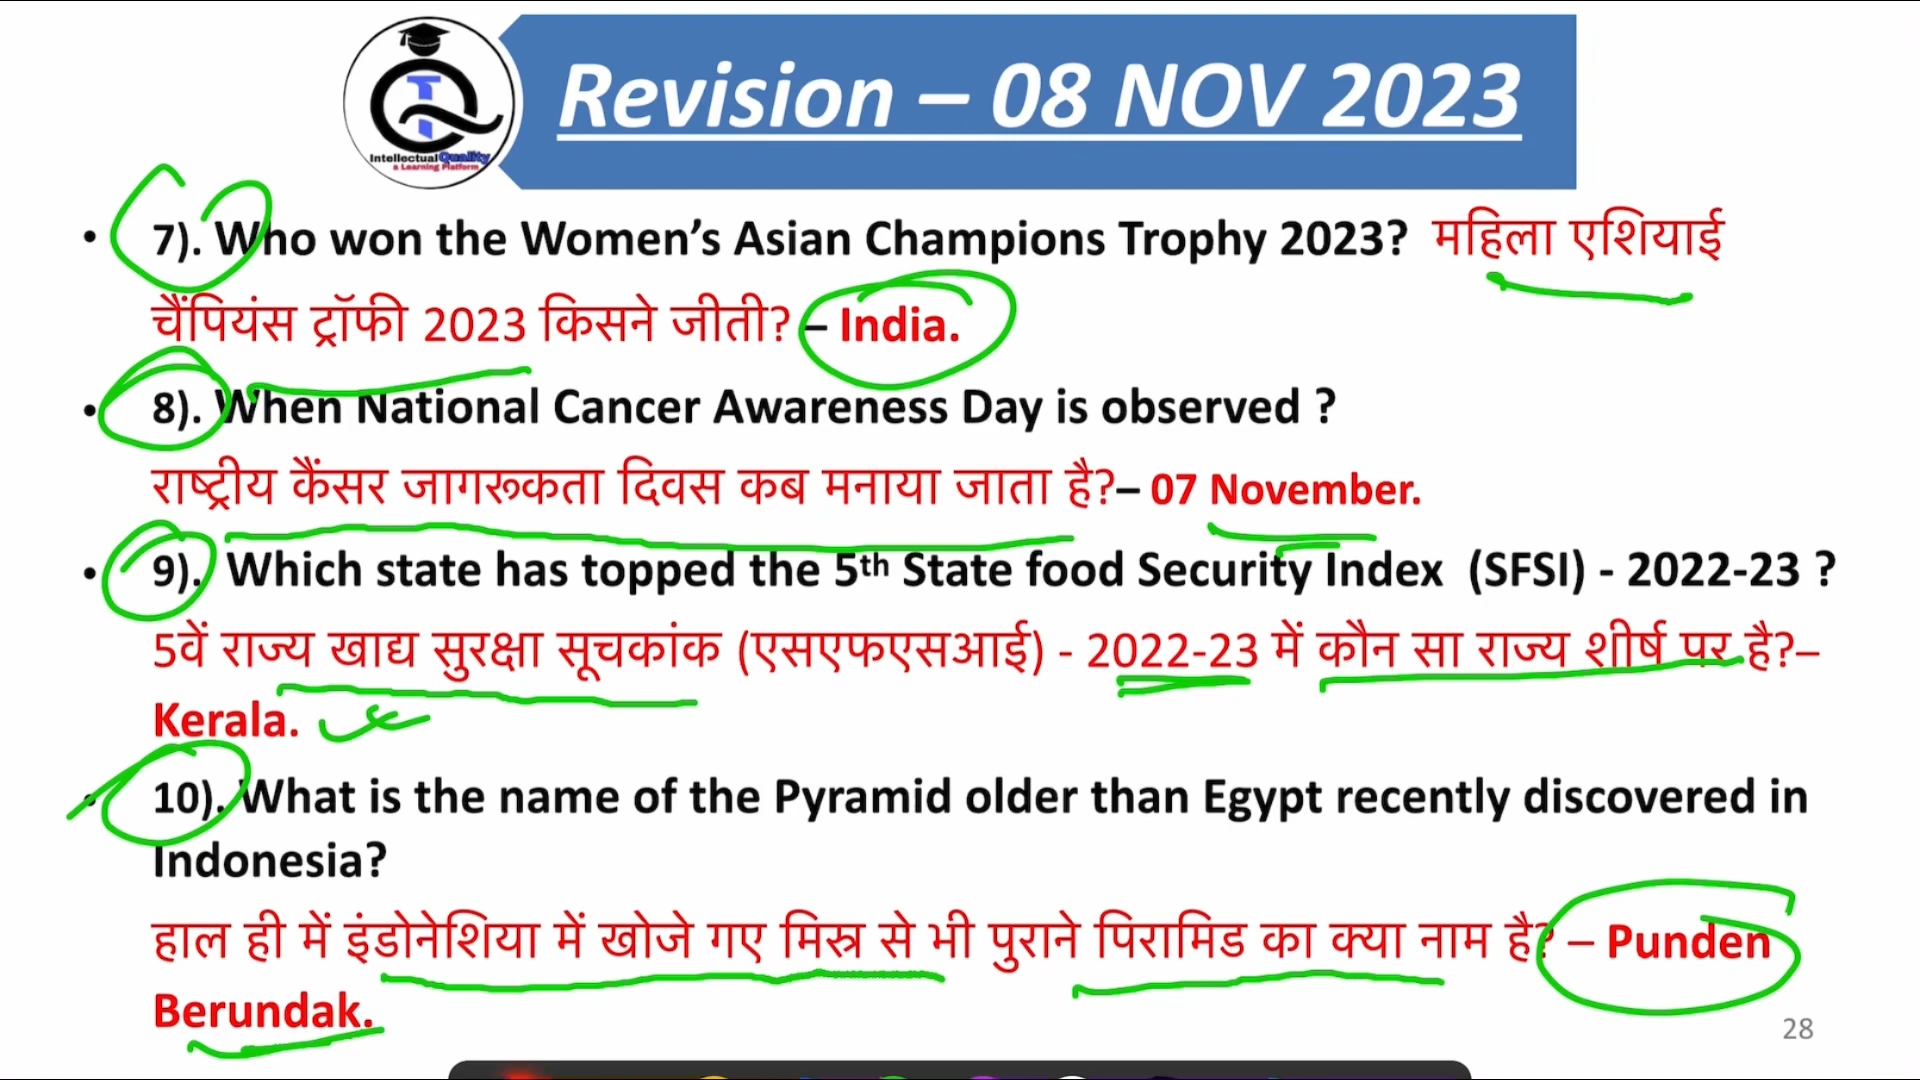 IntellectualQuality
& Learning Platform
Revision – 08 NOV 2023
• 7). Who won the Women’s Asian Champions Trophy 2023? महिला एशियाई
चैंपियंस ट्रॉफी 2023 किसने जीती? – India.
• 8). When National Cancer Awareness Day is observed ?
राष्ट्रीय कैंसर जागरूकता दिवस कब मनाया जाता है?– 07 November.
• 9). Which state has topped the 5th State food Security Index (SFSI) - 2022-23 ?
5वें राज्य खाद्य सुरक्षा सूचकांक (एसएफएसआई) - 2022-23 में कौन सा राज्य शीर्ष पर है?–
Kerala.
• 10). What is the name of the Pyramid older than Egypt recently discovered in
Indonesia?
हाल ही में इंडोनेशिया में खोजे गए मिस्र से भी पुराने पिरामिड का क्या नाम है? – Punden
Berundak.
28